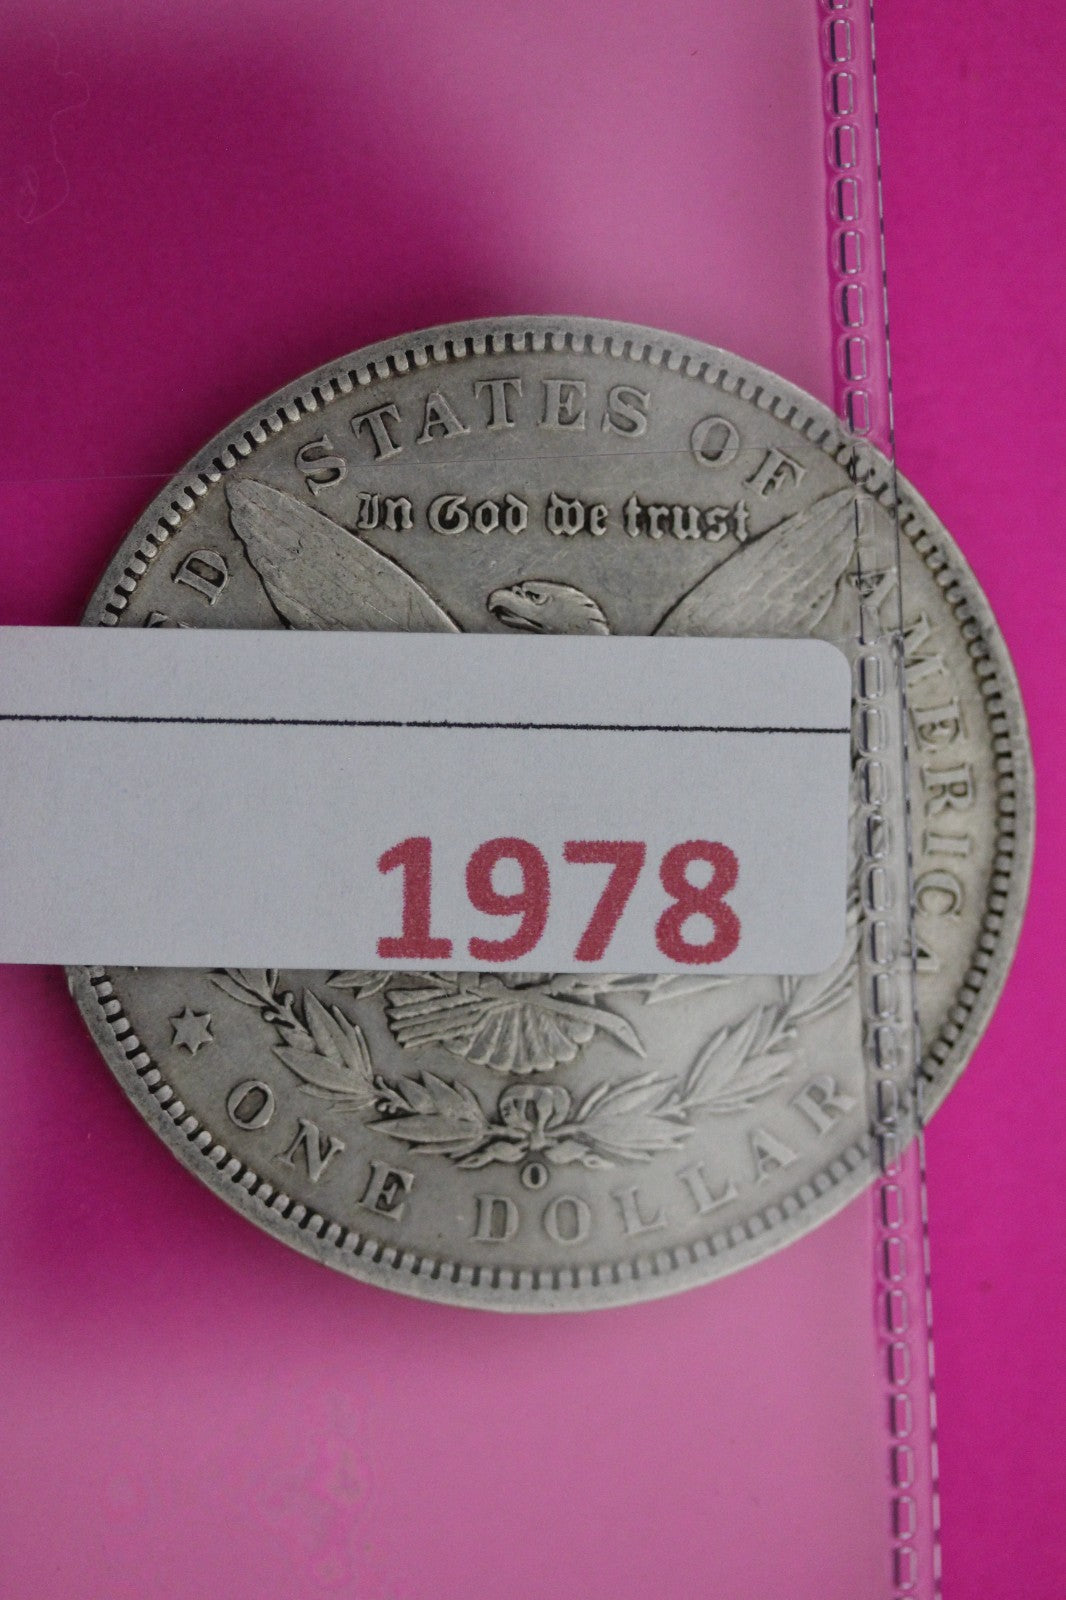 D STATES OF AMERICA
In God we trust
1978
O
ONE DOLLAR